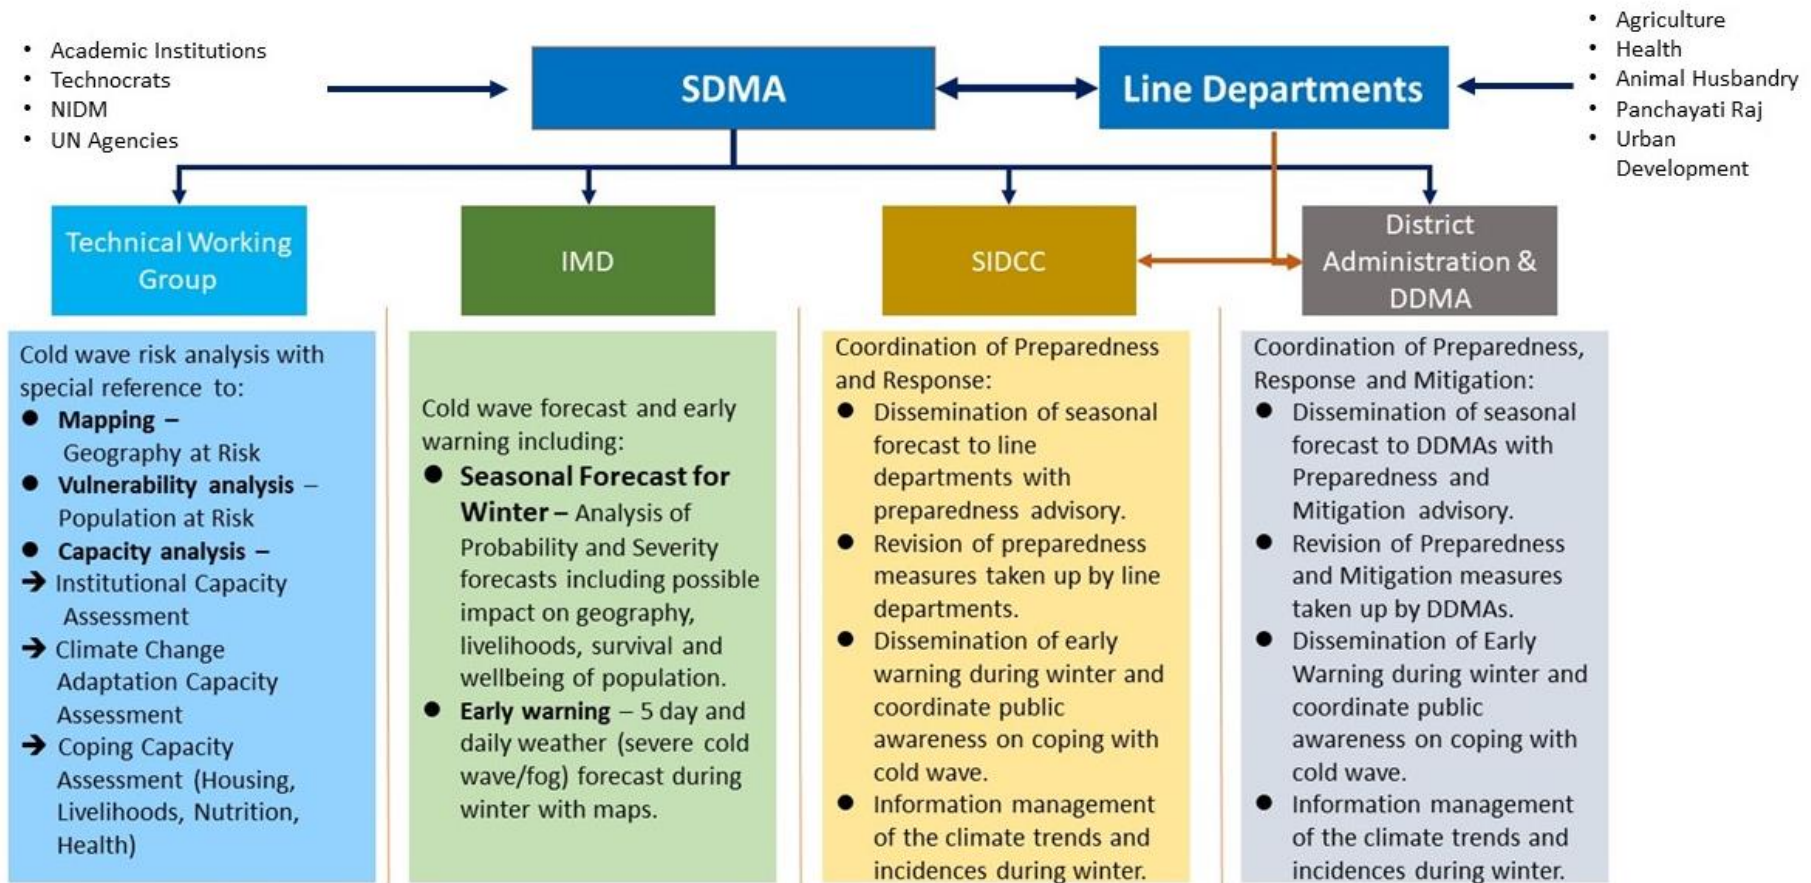 • Academic Institutions
• Technocrats
• NIDM
• UN Agencies
SDMA
Line Departments
• Agriculture
• Health
• Animal Husbandry
• Panchayati Raj
• Urban
Development
Technical Working
Group
IMD
SIDCC
District
Administration &
DDMA
Cold wave risk analysis with
special reference to:
● Mapping –
Geography at Risk
● Vulnerability analysis –
Population at Risk
● Capacity analysis –
➔ Institutional Capacity
Assessment
➔ Climate Change
Adaptation Capacity
Assessment
➔ Coping Capacity
Assessment (Housing,
Livelihoods, Nutrition,
Health)
Cold wave forecast and early
warning including:
● Seasonal Forecast for
Winter – Analysis of
Probability and Severity
forecasts including possible
impact on geography,
livelihoods, survival and
wellbeing of population.
● Early warning – 5 day and
daily weather (severe cold
wave/fog) forecast during
winter with maps.
Coordination of Preparedness
and Response:
● Dissemination of seasonal
forecast to line
departments with
preparedness advisory.
● Revision of preparedness
measures taken up by line
departments.
● Dissemination of early
warning during winter and
coordinate public
awareness on coping with
cold wave.
● Information management
of the climate trends and
incidences during winter.
Coordination of Preparedness,
Response and Mitigation:
● Dissemination of seasonal
forecast to DDMAs with
Preparedness and
Mitigation advisory.
● Revision of Preparedness
and Mitigation measures
taken up by DDMAs.
● Dissemination of Early
Warning during winter and
coordinate public
awareness on coping with
cold wave.
● Information management
of the climate trends and
incidences during winter.